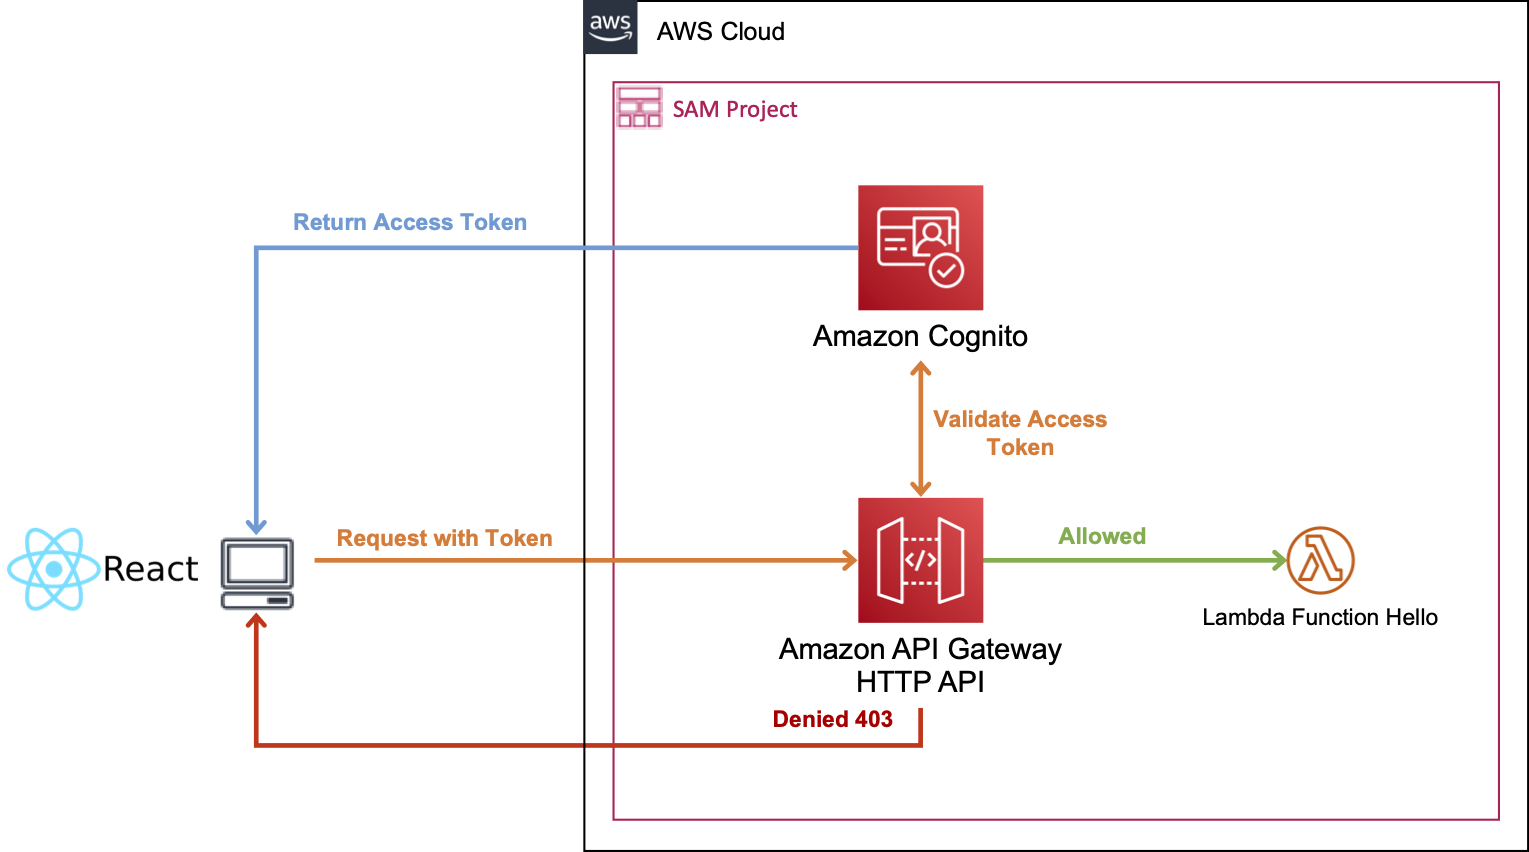 aws
AWS Cloud
SAM Project
Return Access Token
Amazon Cognito
Validate Access
Token
React
Request with Token
</>
Allowed
Lambda Function Hello
Amazon API Gateway
HTTP API
Denied 403